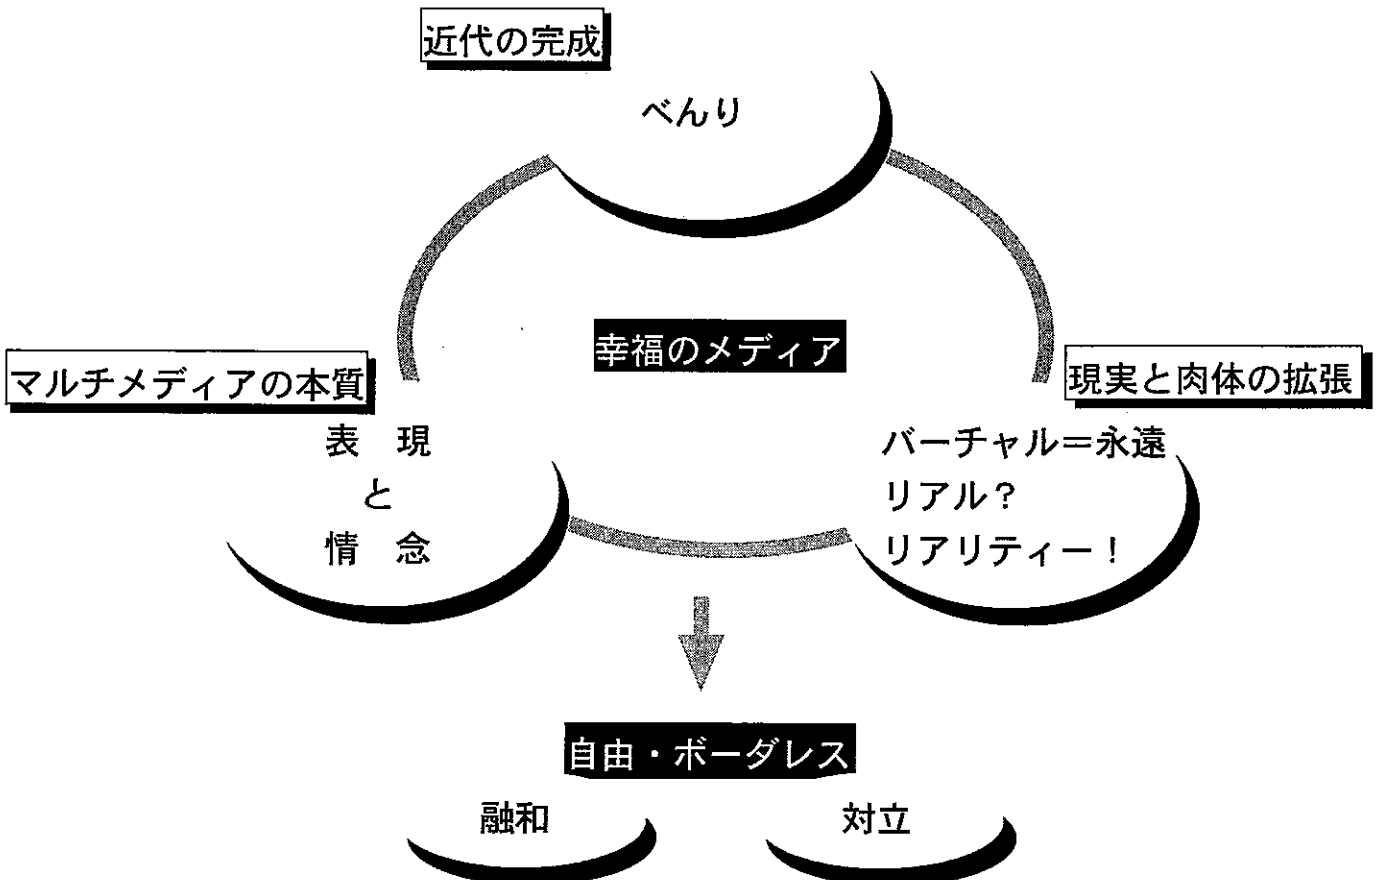 近代の完成
べんり
幸福のメディア
マルチメディアの本質
表　現
と
情　念
現実と肉体の拡張
バーチャル＝永遠
リアル？
リアリティー！
自由・ボーダレス
融和
対立